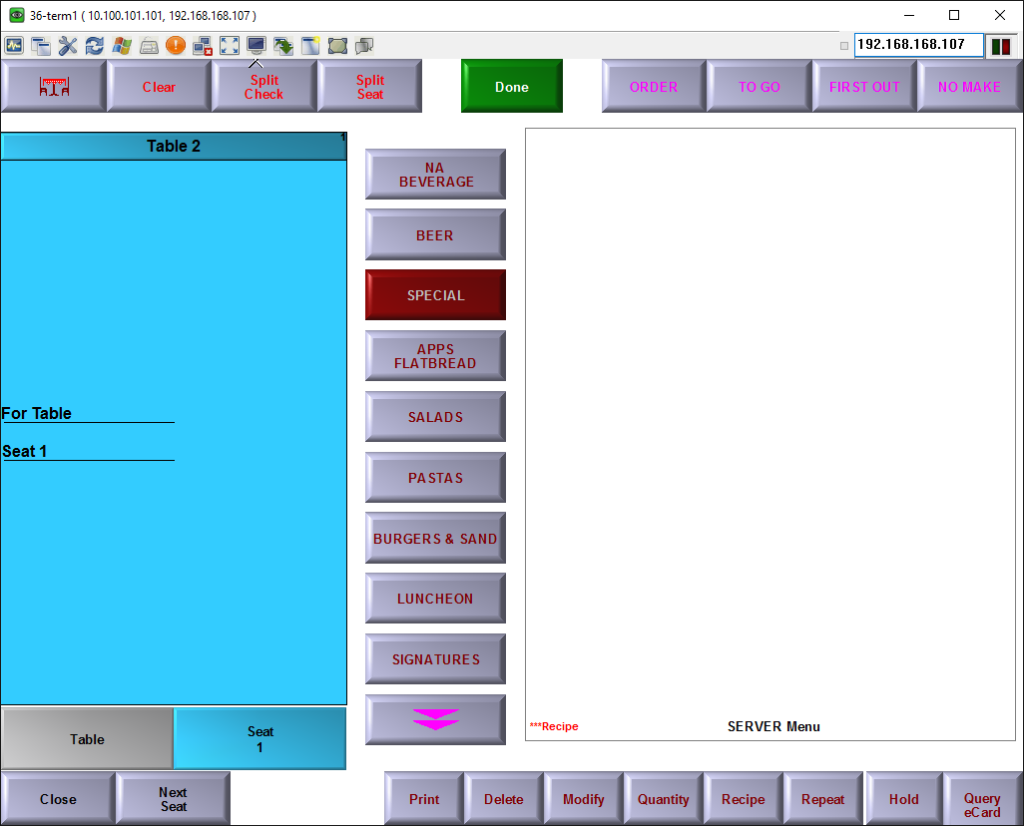 36-term1 ( 10.100.101.101, 192.168.168.107 )
192.168.168.107
Clear
Split
Check
Split
Seat
Done
ORDER
TO GO
FIRST OUT
NO MAKE
Table 2
1
For Table
Seat 1
NA
BEVERAGE
BEER
SPECIAL
APPS
FLATBREAD
SALADS
PASTAS
BURGERS & SAND
LUNCHEON
SIGNATURES
***Recipe
SERVER Menu
Table
Seat
1
Close
Next
Seat
Print
Delete
Modify
Quantity
Recipe
Repeat
Hold
Query
eCard